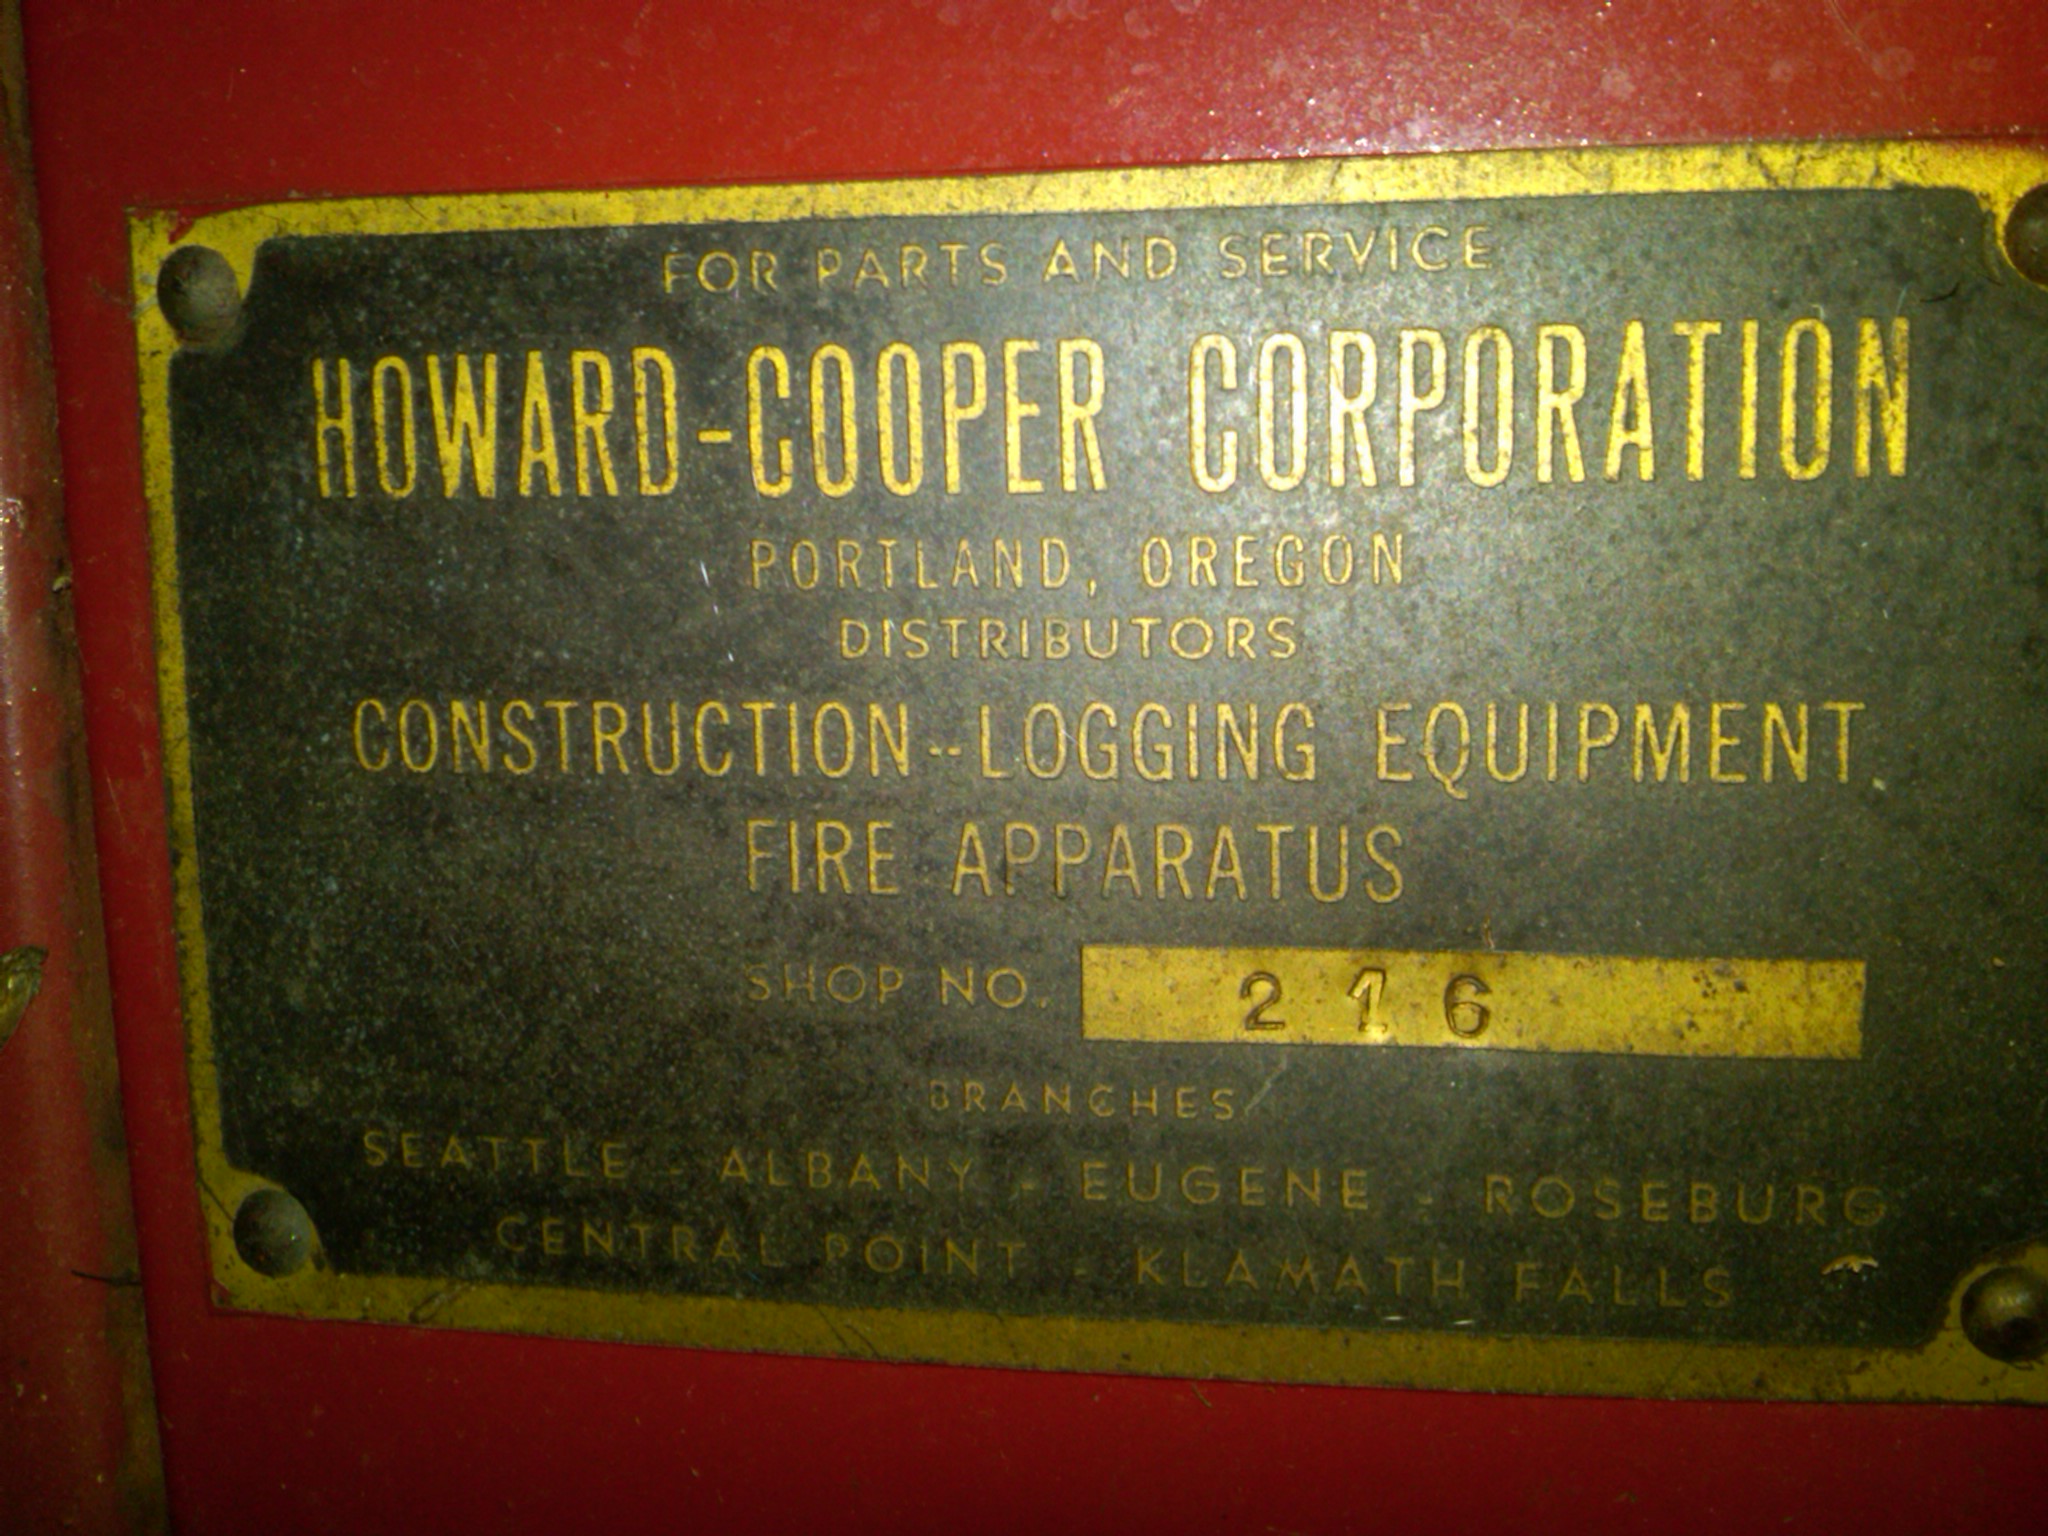 FOR PARTS AND SERVICE
HOWARD-COOPER CORPORATION
PORTLAND, OREGON
DISTRIBUTORS
CONSTRUCTION--LOGGING EQUIPMENT
FIRE APPARATUS
SHOP NO. 216
BRANCHES
SEATTLE - ALBANY - EUGENE - ROSEBURG
CENTRAL POINT - KLAMATH FALLS